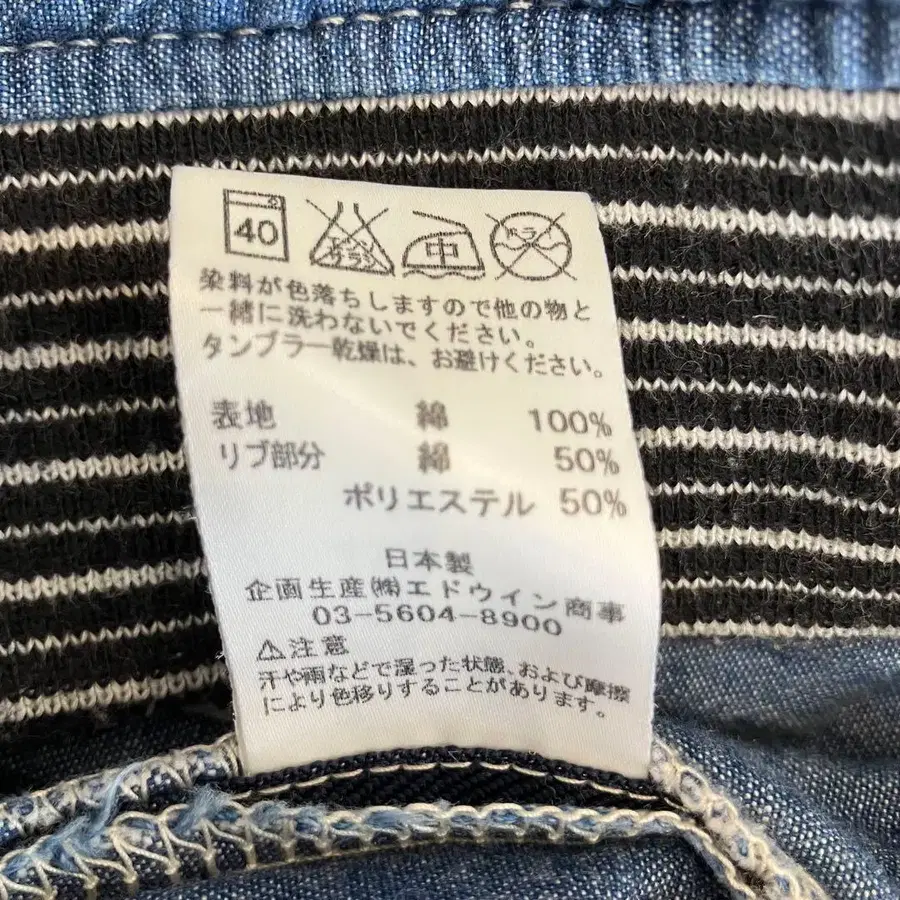 40 エンソサラシ 中 ドライ
染料が色落ちしますので他の物と
一緒に洗わないでください。
タンブラー乾燥は、お避けください。
表地 綿 100%
リブ部分 綿 50%
ポリエステル 50%
日本製
企画生産㈱エドウイン商事
03-5604-8900
⚠注意
汗や雨などで湿った状態、および摩擦
により色移りすることがあります。